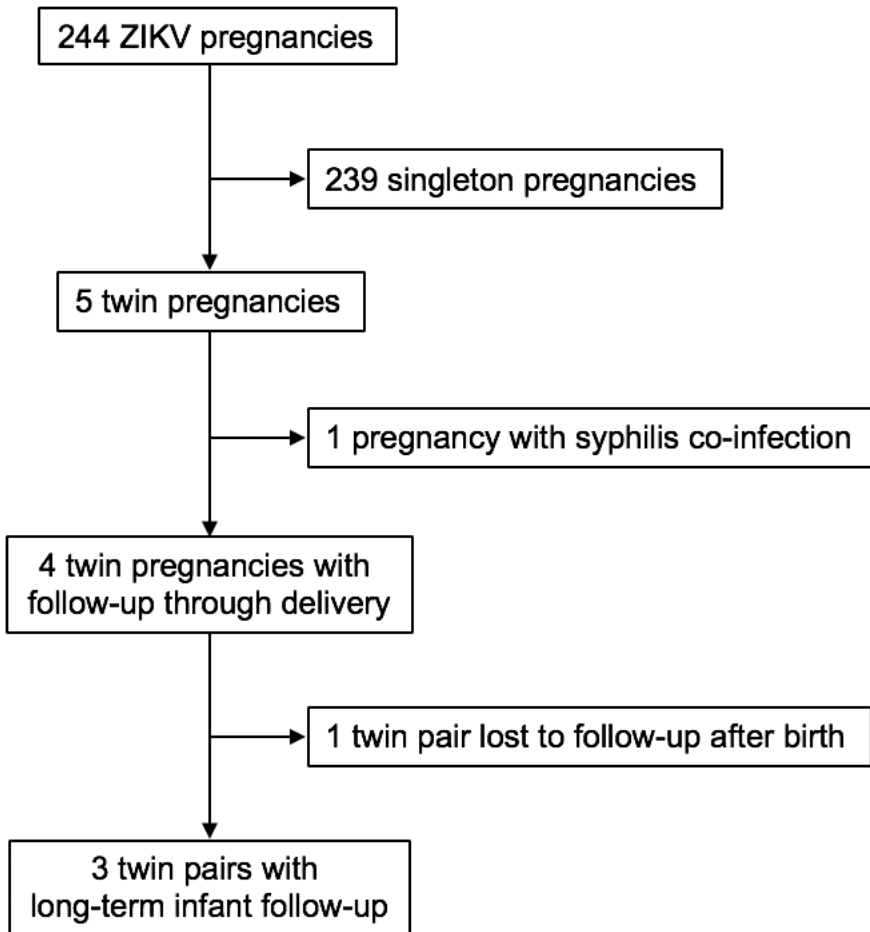 244 ZIKV pregnancies
239 singleton pregnancies
5 twin pregnancies
1 pregnancy with syphilis co-infection
4 twin pregnancies with
follow-up through delivery
1 twin pair lost to follow-up after birth
3 twin pairs with
long-term infant follow-up